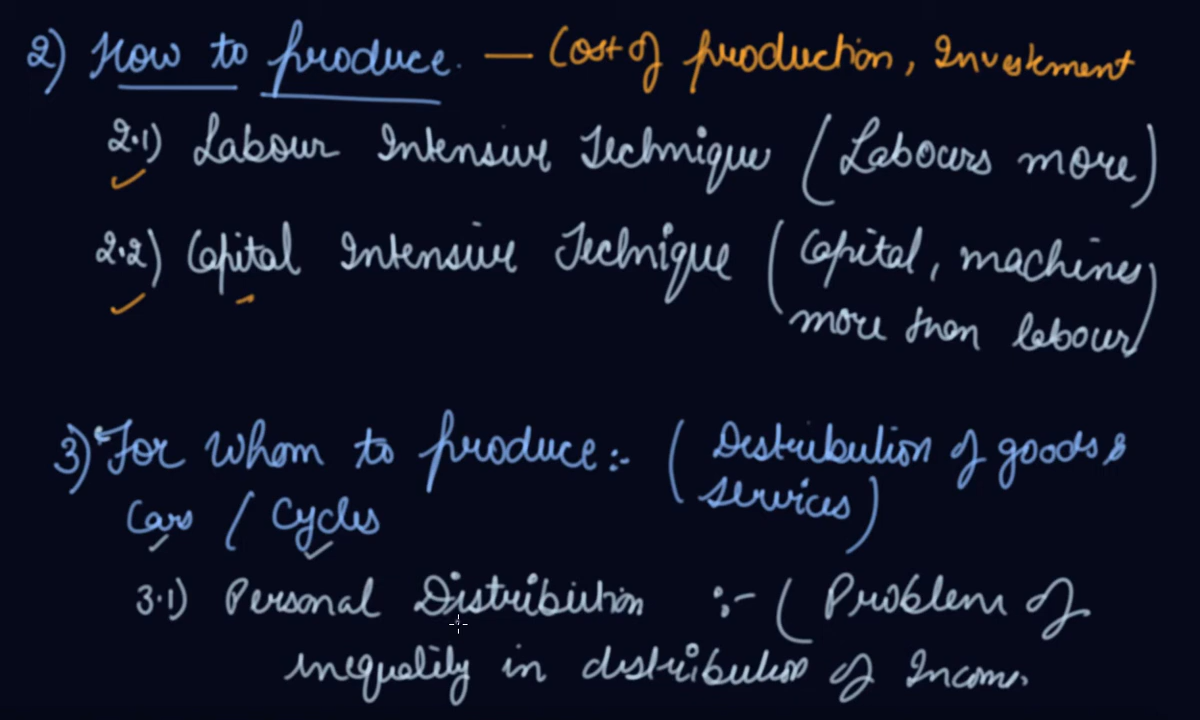 2) How to produce. — Cost of production, Investment
2.1) Labour Intensive Technique (Labours more)
2.2) Capital Intensive Technique (Capital, machines
more than labour)
3) For whom to produce:- (Distribution of goods &
Cars / Cycles services)
3.1) Personal Distribution :- (Problem of
inequality in distribution of Income.